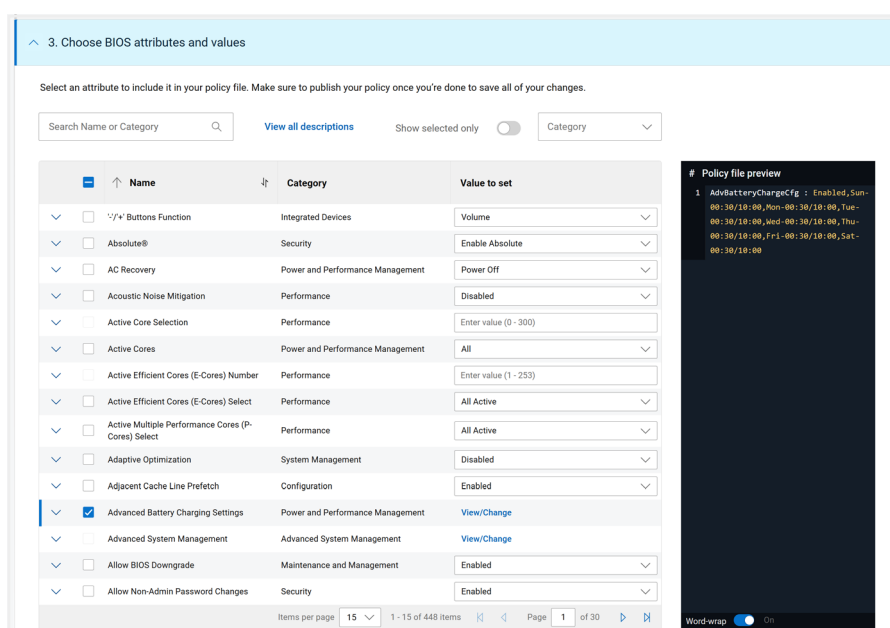 3. Choose BIOS attributes and values
Select an attribute to include it in your policy file. Make sure to publish your policy once you're done to save all of your changes.
Search Name or Category
View all descriptions
Show selected only
Category
Name Category Value to set
'-'/'+' Buttons Function Integrated Devices Volume
Absolute® Security Enable Absolute
AC Recovery Power and Performance Management Power Off
Acoustic Noise Mitigation Performance Disabled
Active Core Selection Performance Enter value (0 - 300)
Active Cores Power and Performance Management All
Active Efficient Cores (E-Cores) Number Performance Enter value (1 - 253)
Active Efficient Cores (E-Cores) Select Performance All Active
Active Multiple Performance Cores (P-
Cores) Select Performance All Active
Adaptive Optimization System Management Disabled
Adjacent Cache Line Prefetch Configuration Enabled
Advanced Battery Charging Settings Power and Performance Management View/Change
Advanced System Management Advanced System Management View/Change
Allow BIOS Downgrade Maintenance and Management Enabled
Allow Non-Admin Password Changes Security Enabled
Items per page 15 1 - 15 of 448 items Page 1 of 30
# Policy file preview
1 AdvBatteryChargeCfg : Enabled,Sun-
00:30/10:00,Mon-00:30/10:00,Tue-
00:30/10:00,Wed-00:30/10:00,Thu-
00:30/10:00,Fri-00:30/10:00,Sat-
00:30/10:00
Word-wrap On